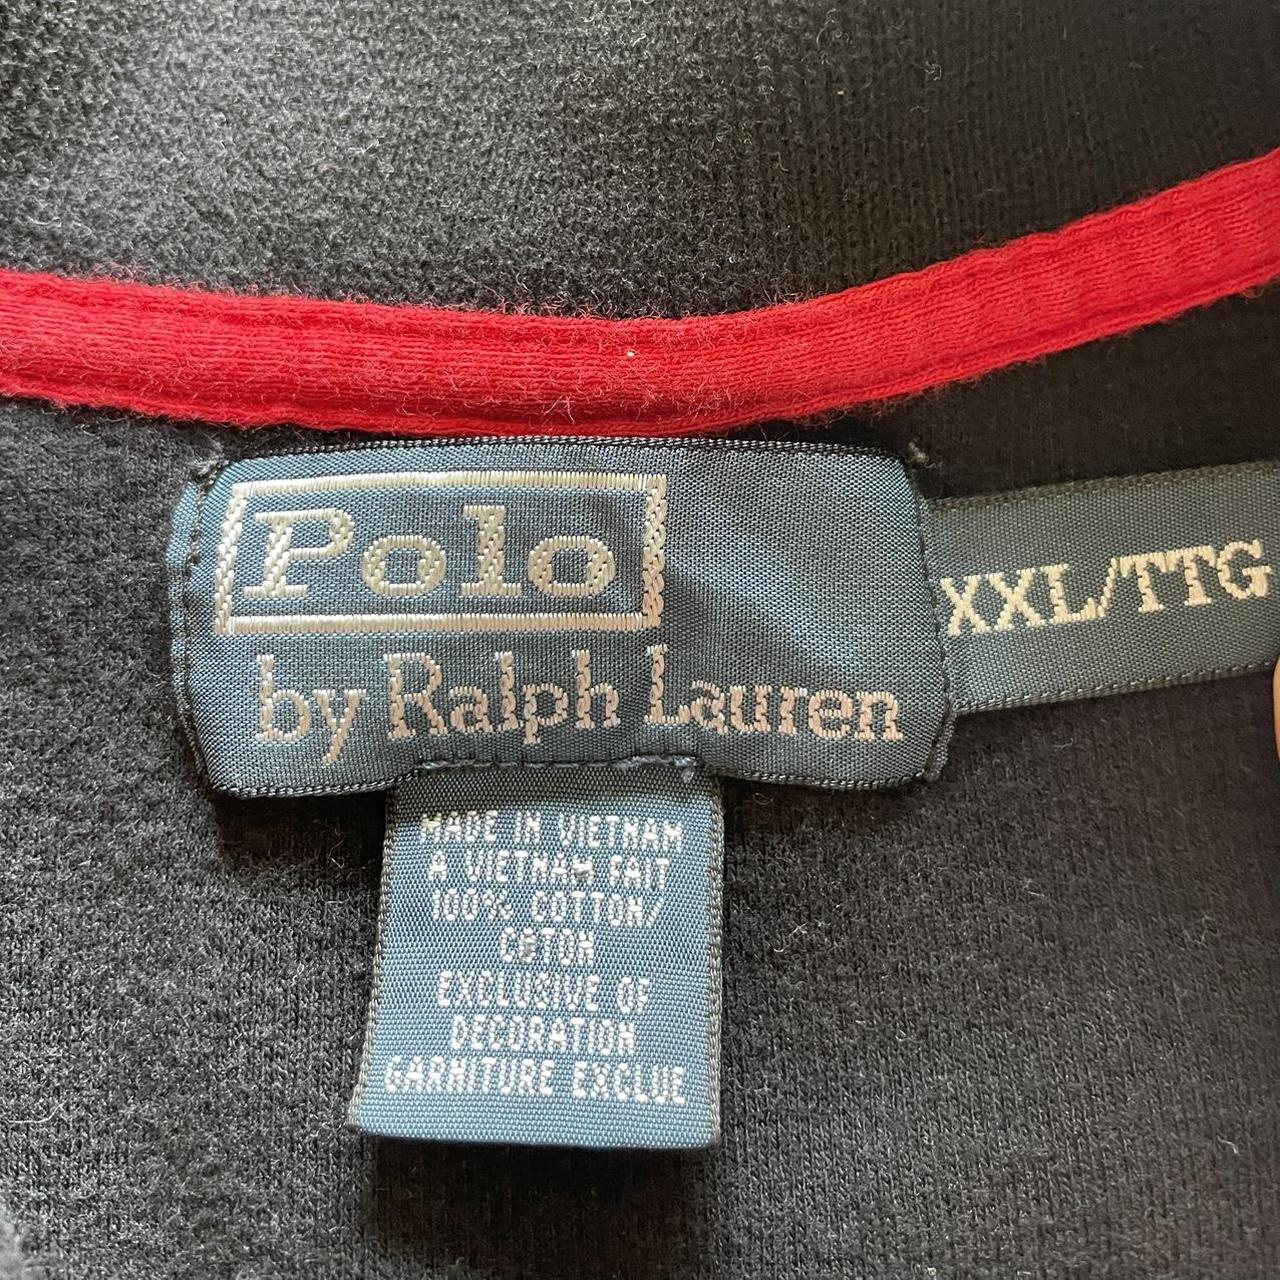 Polo
by Ralph Lauren
XXL/TTG
MADE IN VIETNAM
A VIETNAM FAIT
100% COTTON/
COTON
EXCLUSIVE OF
DECORATION
GARNITURE EXCLUE